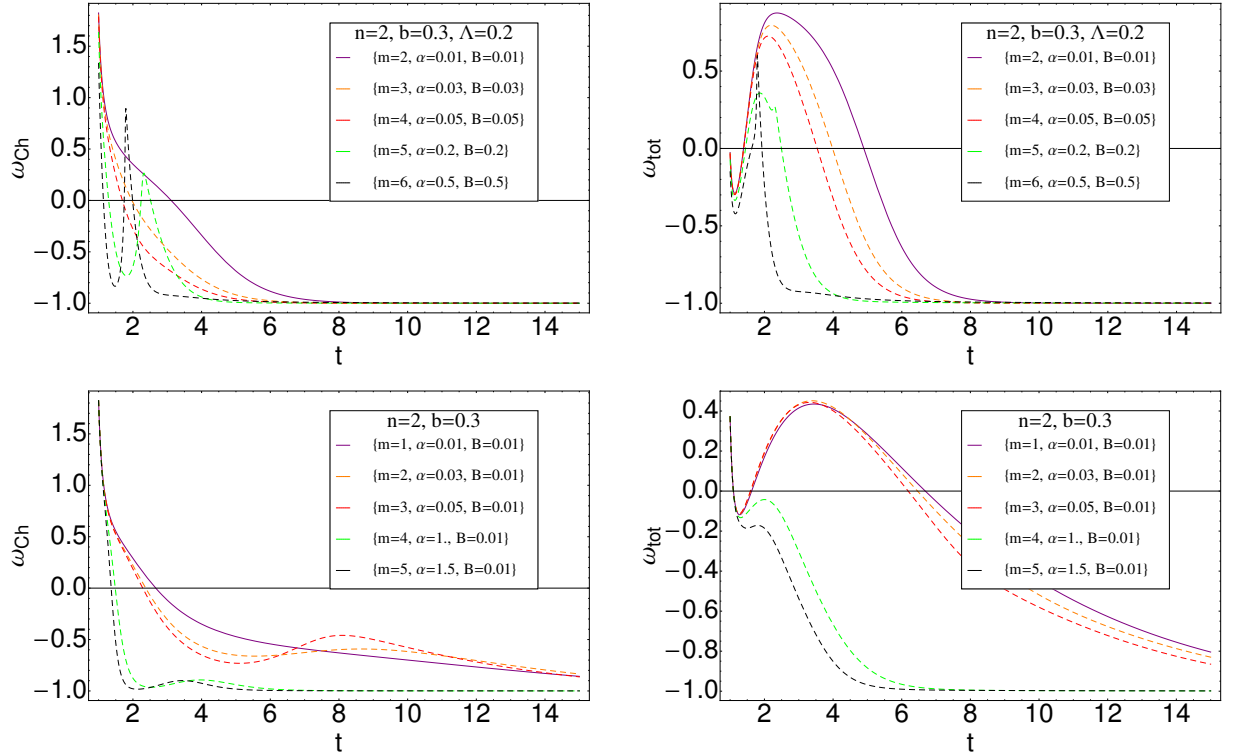 n=2, b=0.3, Λ=0.2
{m=2, α=0.01, B=0.01}
{m=3, α=0.03, B=0.03}
{m=4, α=0.05, B=0.05}
{m=5, α=0.2, B=0.2}
{m=6, α=0.5, B=0.5}
1.5
1.0
0.5
0.0
−0.5
−1.0
ωCh
2 4 6 8 10 12 14
t
n=2, b=0.3, Λ=0.2
{m=2, α=0.01, B=0.01}
{m=3, α=0.03, B=0.03}
{m=4, α=0.05, B=0.05}
{m=5, α=0.2, B=0.2}
{m=6, α=0.5, B=0.5}
0.5
0.0
−0.5
−1.0
ωtot
2 4 6 8 10 12 14
t
n=2, b=0.3
{m=1, α=0.01, B=0.01}
{m=2, α=0.03, B=0.01}
{m=3, α=0.05, B=0.01}
{m=4, α=1., B=0.01}
{m=5, α=1.5, B=0.01}
1.5
1.0
0.5
0.0
−0.5
−1.0
ωCh
2 4 6 8 10 12 14
t
n=2, b=0.3
{m=1, α=0.01, B=0.01}
{m=2, α=0.03, B=0.01}
{m=3, α=0.05, B=0.01}
{m=4, α=1., B=0.01}
{m=5, α=1.5, B=0.01}
0.4
0.2
0.0
−0.2
−0.4
−0.6
−0.8
−1.0
ωtot
2 4 6 8 10 12 14
t